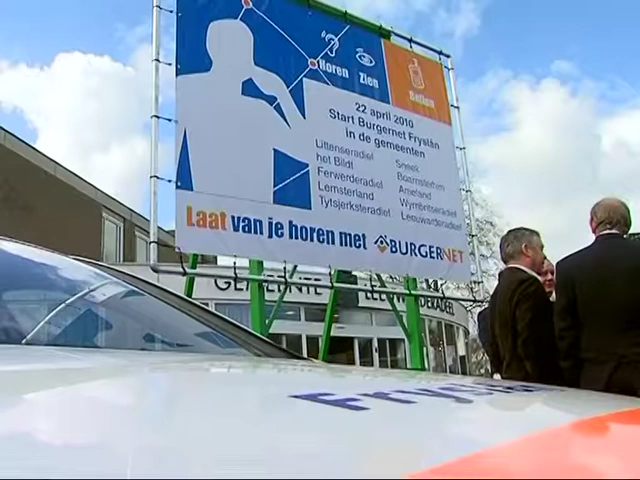 Horen
Zien
Bellen
22 april 2010
Start Burgernet Fryslân
in de gemeenten
Littenseradiel
het Bildt
Ferwerderadiel
Lemsterland
Tytsjerksteradiel
Sneek
Boarnsterhim
Ameland
Wymbritseradiel
Leeuwarderadeel
Laat van je horen met BURGERNET
GEMEENTE LEEUWARDERADEEL
Fryslân